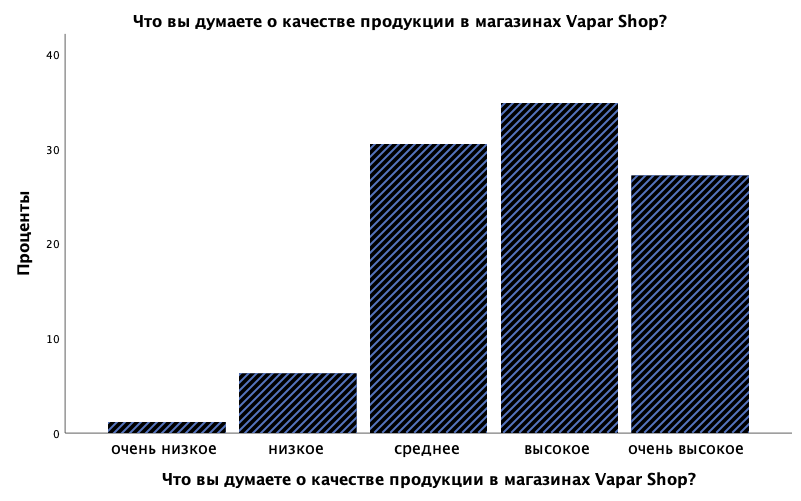 Что вы думаете о качестве продукции в магазинах Vapar Shop?
40
30
20
10
0
Проценты
очень низкое
низкое
среднее
высокое
очень высокое
Что вы думаете о качестве продукции в магазинах Vapar Shop?